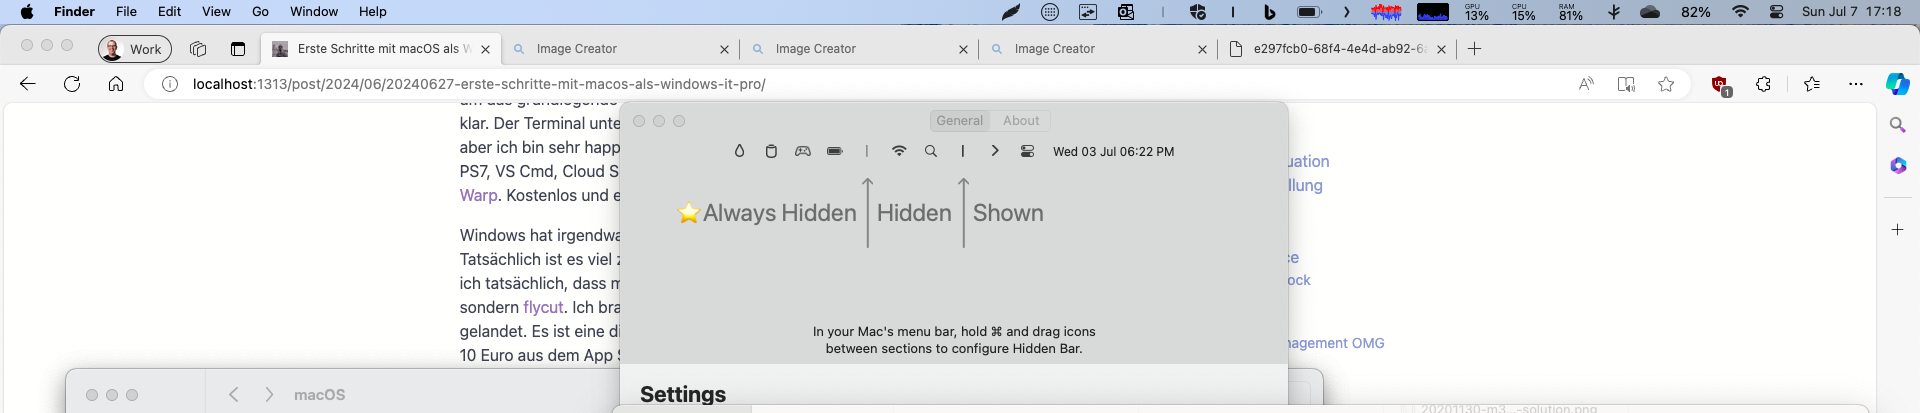 Finder File Edit View Go Window Help
GPU 13% CPU 15% RAM 81% 82% Sun Jul 7 17:18
Work
Erste Schritte mit macOS als W
Image Creator
Image Creator
Image Creator
e297fcb0-68f4-4e4d-ab92-6
localhost:1313/post/2024/06/20240627-erste-schritte-mit-macos-als-windows-it-pro/
1
klar. Der Terminal unte
aber ich bin sehr happ
PS7, VS Cmd, Cloud S
Warp. Kostenlos und e
Windows hat irgendwa
Tatsächlich ist es viel
ich tatsächlich, dass m
sondern flycut. Ich bra
gelandet. Es ist eine di
10 Euro aus dem App S
General About
Wed 03 Jul 06:22 PM
⭐Always Hidden Hidden Shown
In your Mac's menu bar, hold ⌘ and drag icons
between sections to configure Hidden Bar.
Settings
uation
llung
ce
ock
nagement OMG
macOS
20201130-m3...-solution.png